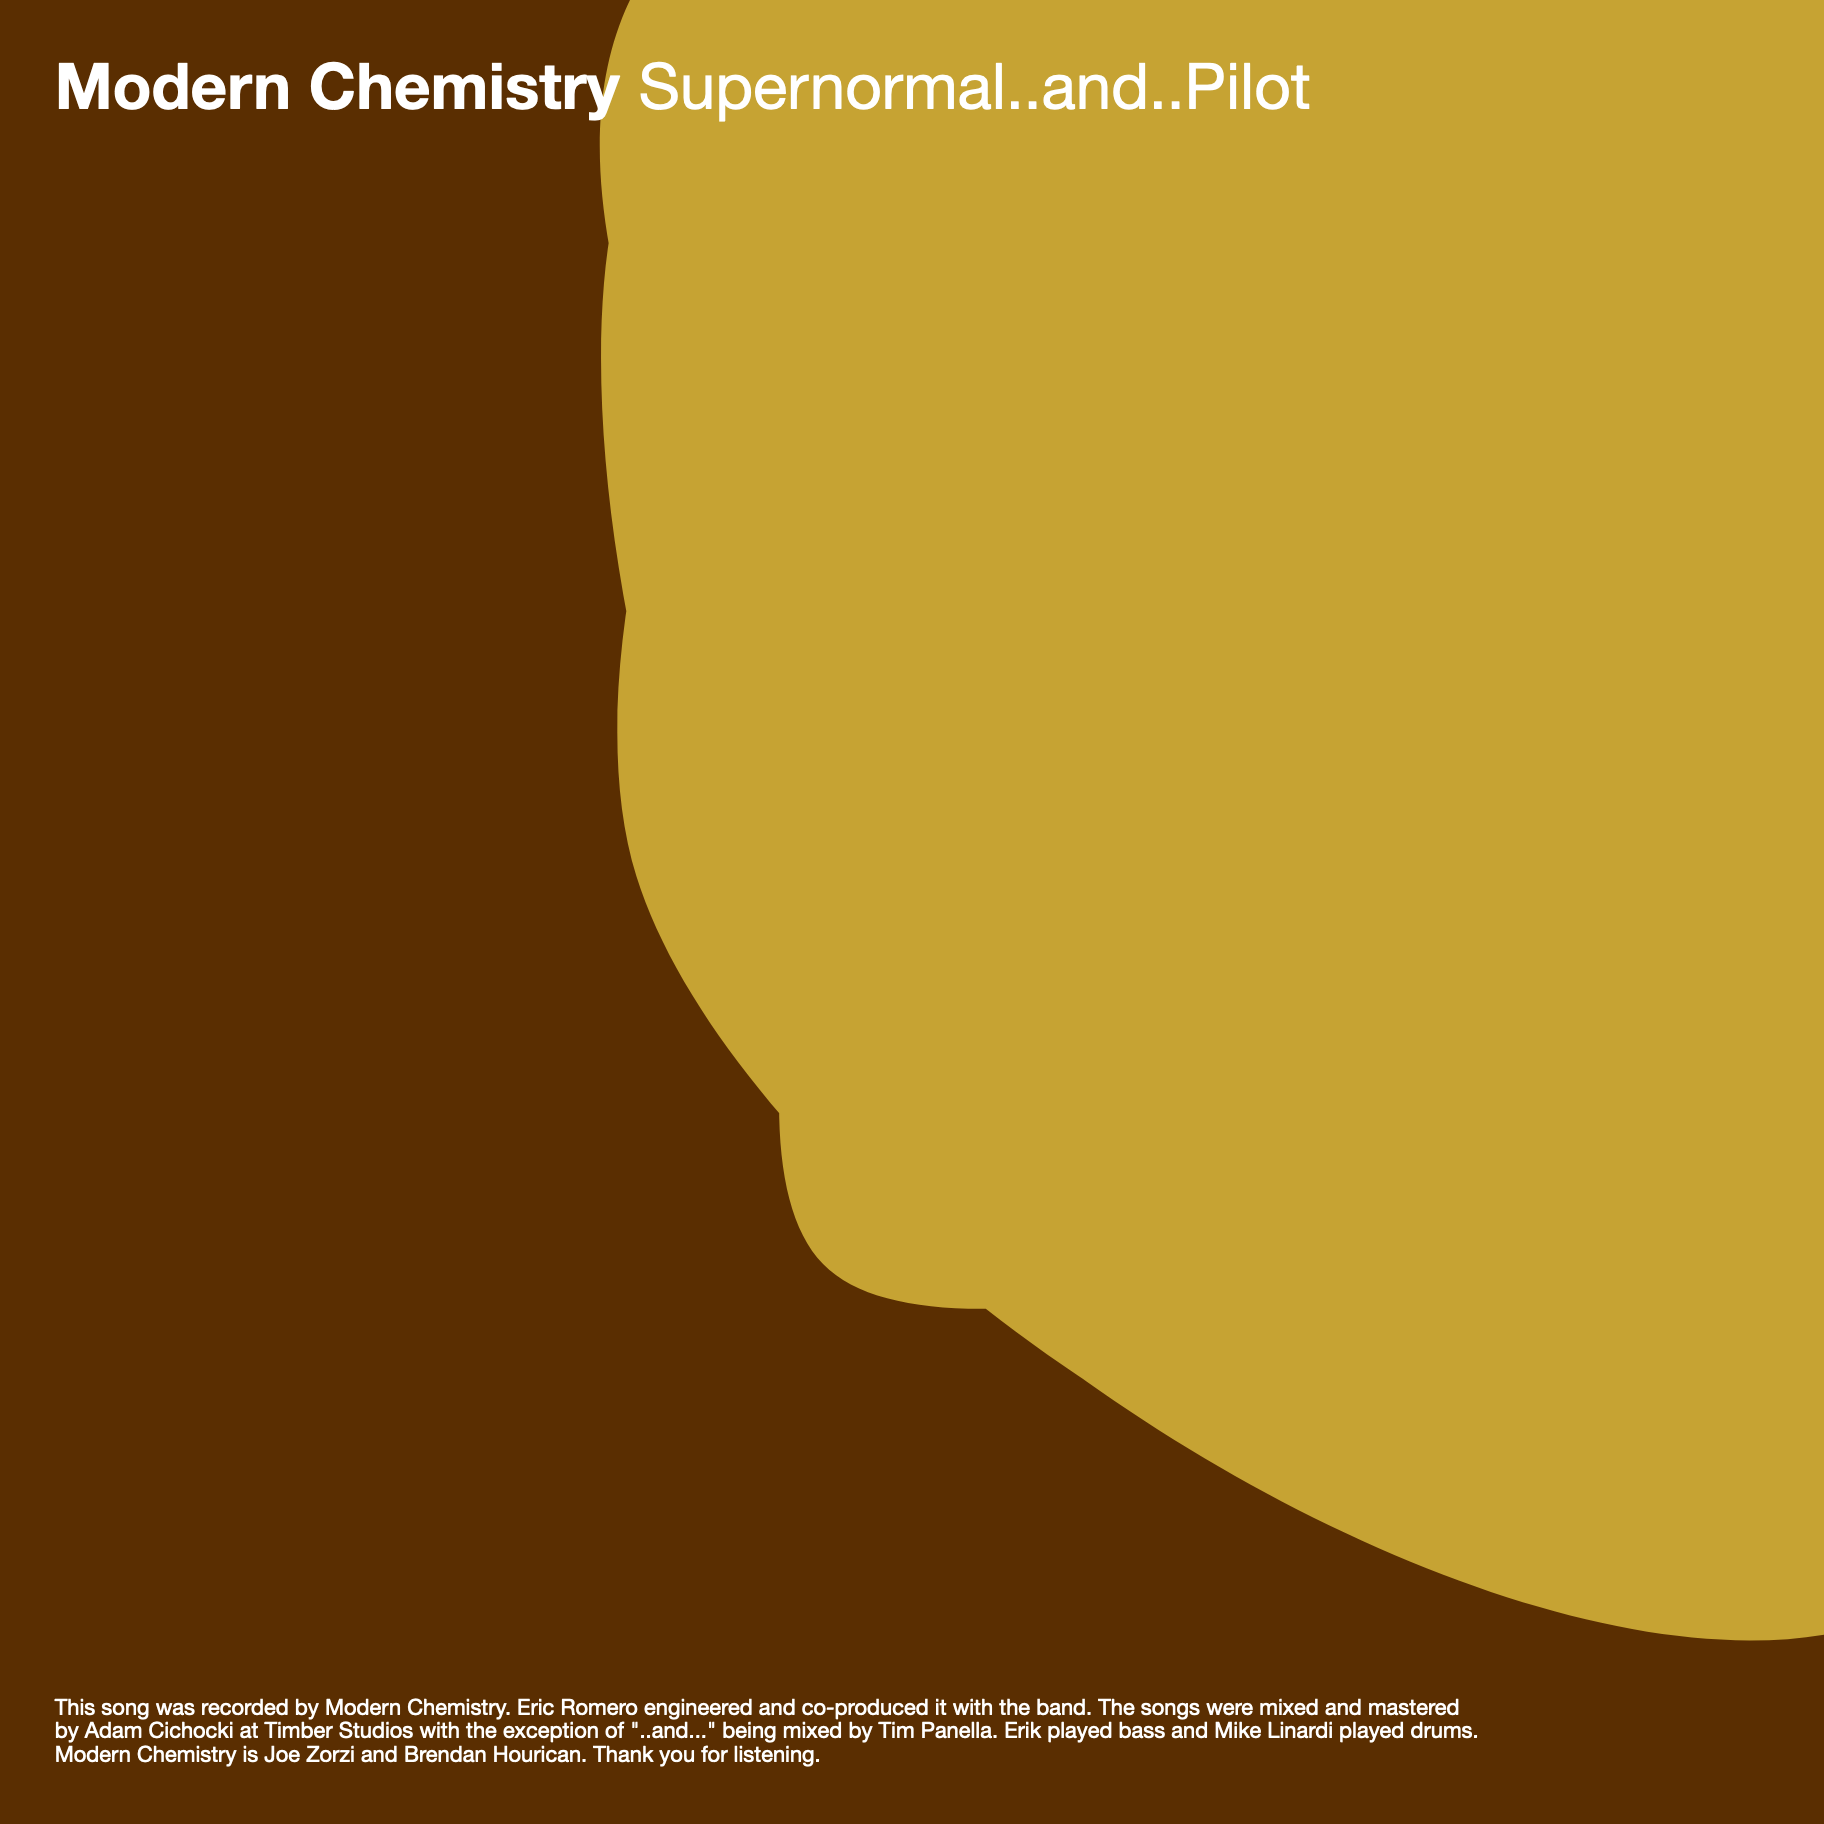 Modern Chemistry Supernormal..and..Pilot
This song was recorded by Modern Chemistry. Eric Romero engineered and co-produced it with the band. The songs were mixed and mastered
by Adam Cichocki at Timber Studios with the exception of "..and..." being mixed by Tim Panella. Erik played bass and Mike Linardi played drums.
Modern Chemistry is Joe Zorzi and Brendan Hourican. Thank you for listening.